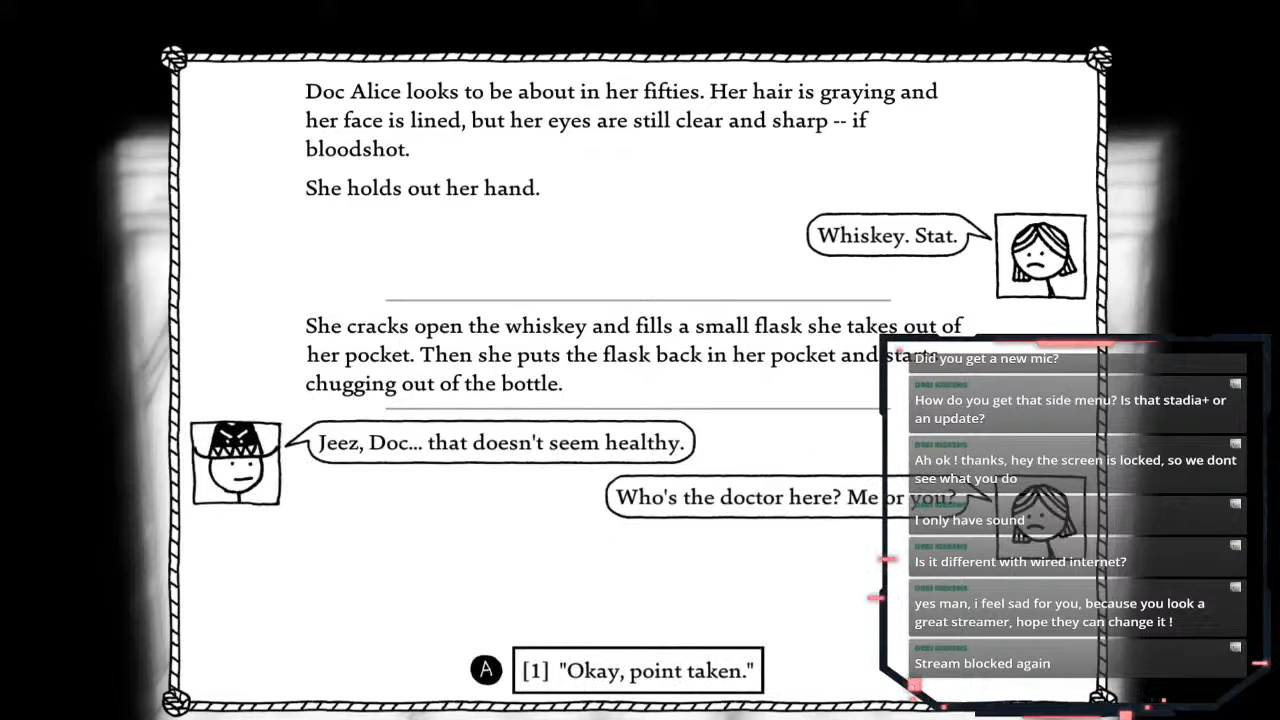 Doc Alice looks to be about in her fifties. Her hair is graying and
her face is lined, but her eyes are still clear and sharp -- if
bloodshot.
She holds out her hand.
Whiskey. Stat.
She cracks open the whiskey and fills a small flask she takes out of
her pocket. Then she puts the flask back in her pocket and starts
chugging out of the bottle.
Jeez, Doc... that doesn't seem healthy.
Who's the doctor here? Me or you?
A [1] "Okay, point taken."
Did you get a new mic?
How do you get that side menu? Is that stadia+ or
an update?
Ah ok ! thanks, hey the screen is locked, so we dont
see what you do
I only have sound
Is it different with wired internet?
yes man, i feel sad for you, because you look a
great streamer, hope they can change it !
Stream blocked again